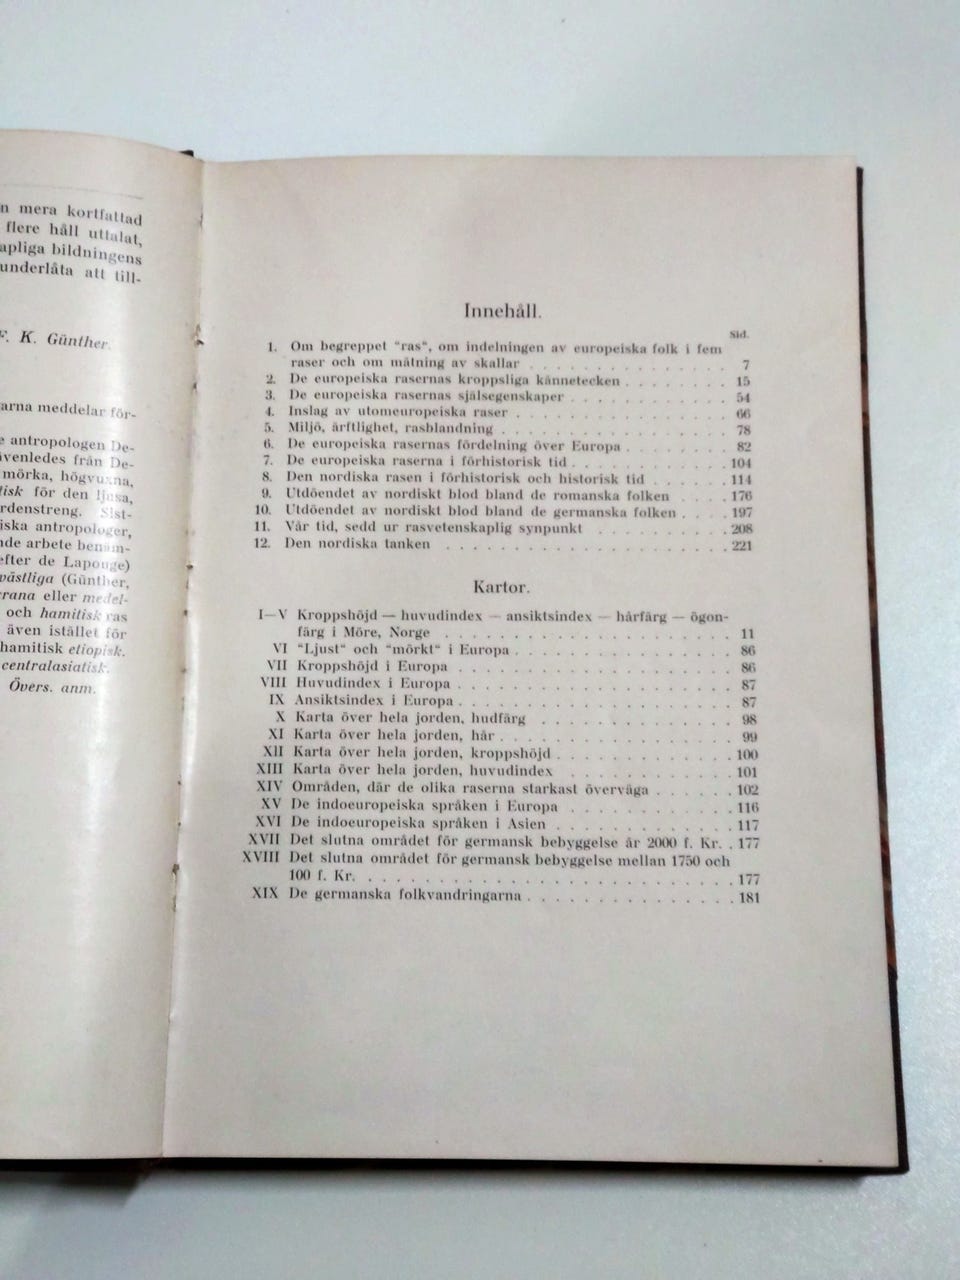 n mera kortfattad
flere håll uttalat,
apliga bildningens
underlåta att till-
F. K. Günther.
arna meddelar för-
e antropologen De-
ivenledes från De-
mörka, högvuxna,
tisk för den ljusa,
rdenstreng. Sist-
iska antropologer,
nde arbete benäm-
efter de Lapouge)
västliga (Günther,
rana eller medel-
och hamitisk ras
även istället för
hamitisk etiopisk.
centralasiatisk.
Övers. anm.
Innehåll.
Sid.
1. Om begreppet "ras", om indelningen av europeiska folk i fem
raser och om mätning av skallar . . . . . . . . . . . . . 7
2. De europeiska rasernas kroppsliga kännetecken . . . . . . . 15
3. De europeiska rasernas själsegenskaper . . . . . . . . . . . 54
4. Inslag av utomeuropeiska raser . . . . . . . . . . . . . . 66
5. Miljö, ärftlighet, rasblandning . . . . . . . . . . . . . . 78
6. De europeiska rasernas fördelning över Europa . . . . . . . 82
7. De europeiska raserna i förhistorisk tid . . . . . . . . . . . 104
8. Den nordiska rasen i förhistorisk och historisk tid . . . . . . 114
9. Utdöendet av nordiskt blod bland de romanska folken . . . . 176
10. Utdöendet av nordiskt blod bland de germanska folken . . . . 197
11. Vår tid, sedd ur rasvetenskaplig synpunkt . . . . . . . . . 208
12. Den nordiska tanken . . . . . . . . . . . . . . . . . . 221
Kartor.
I—V Kroppshöjd — huvudindex — ansiktsindex — hårfärg — ögon-
färg i Möre, Norge . . . . . . . . . . . . . . . . . . 11
VI "Ljust" och "mörkt" i Europa . . . . . . . . . . . . . . 86
VII Kroppshöjd i Europa . . . . . . . . . . . . . . . . . . 86
VIII Huvudindex i Europa . . . . . . . . . . . . . . . . . . 87
IX Ansiktsindex i Europa . . . . . . . . . . . . . . . . . . 87
X Karta över hela jorden, hudfärg . . . . . . . . . . . . . 98
XI Karta över hela jorden, hår . . . . . . . . . . . . . . . 99
XII Karta över hela jorden, kroppshöjd . . . . . . . . . . . . 100
XIII Karta över hela jorden, huvudindex . . . . . . . . . . . 101
XIV Områden, där de olika raserna starkast överväga . . . . . . 102
XV De indoeuropeiska språken i Europa . . . . . . . . . . . 116
XVI De indoeuropeiska språken i Asien . . . . . . . . . . . . 117
XVII Det slutna området för germansk bebyggelse år 2000 f. Kr. . 177
XVIII Det slutna området för germansk bebyggelse mellan 1750 och
100 f. Kr. . . . . . . . . . . . . . . . . . . . . . . 177
XIX De germanska folkvandringarna . . . . . . . . . . . . . . 181